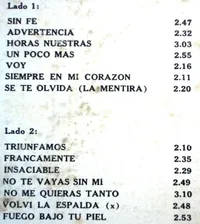 Lado 1:
SIN FE 2.47
ADVERTENCIA 2.32
HORAS NUESTRAS 3.03
UN POCO MAS 2.55
VOY 2.16
SIEMPRE EN MI CORAZON 2.11
SE TE OLVIDA (LA MENTIRA) 2.20
Lado 2:
TRIUNFAMOS 2.10
FRANCAMENTE 2.35
INSACIABLE 2.29
NO TE VAYAS SIN MI 2.49
NO ME QUIERAS TANTO 3.10
VOLVI LA ESPALDA (x) 2.48
FUEGO BAJO TU PIEL 2.53